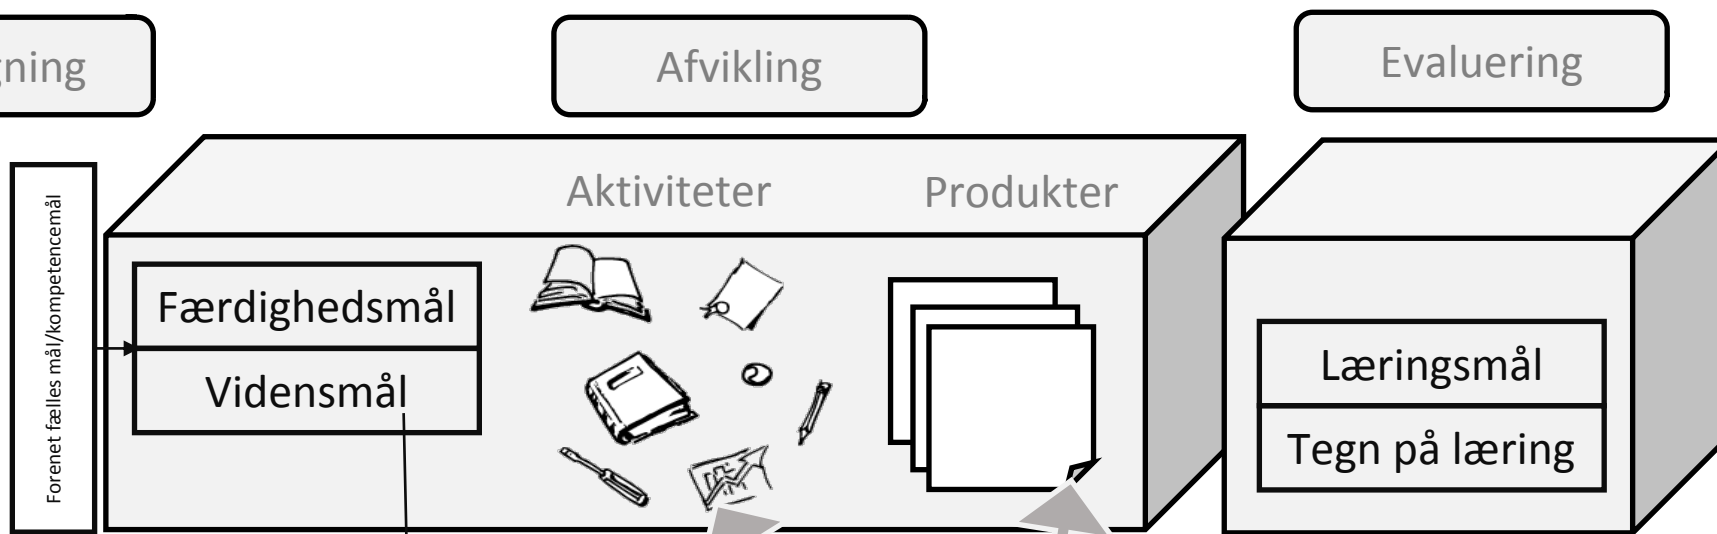 gning
Afvikling
Evaluering
Aktiviteter
Produkter
Forenet fælles mål/kompetencemål
Færdighedsmål
Vidensmål
Læringsmål
Tegn på læring